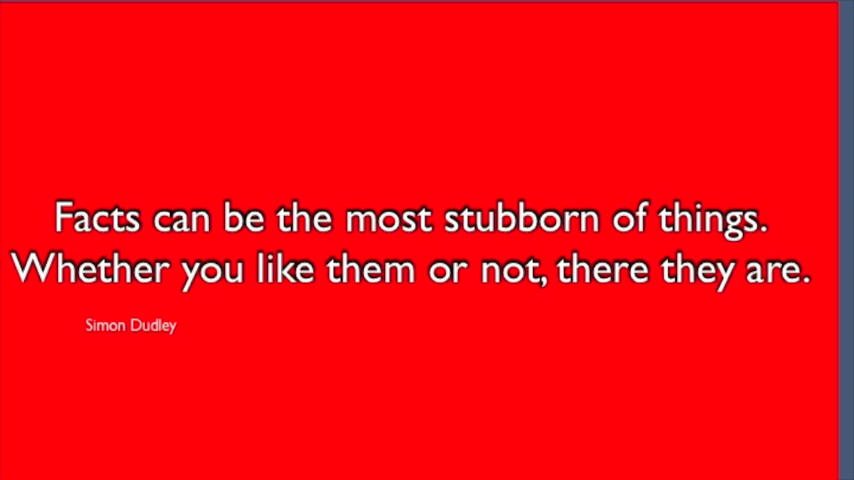 Facts can be the most stubborn of things.
Whether you like them or not, there they are.
Simon Dudley